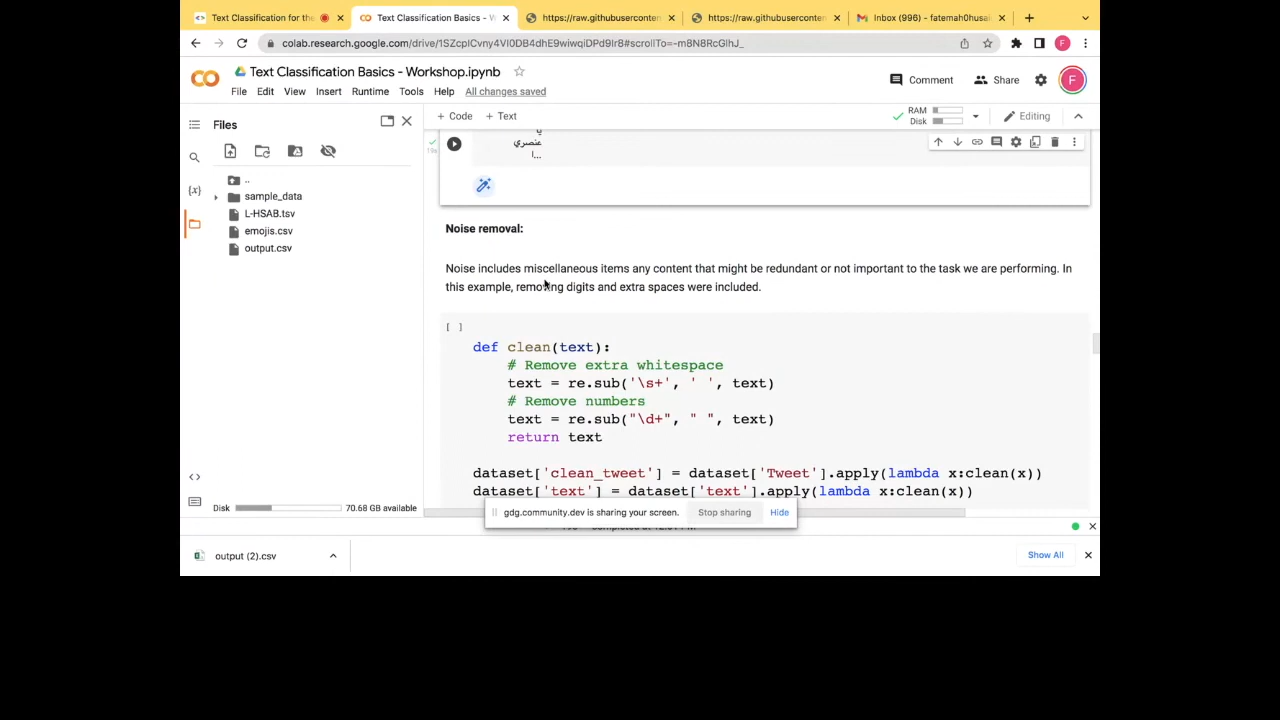 Text Classification for the
Text Classification Basics - W
https://raw.githubusercontent
https://raw.githubusercontent
Inbox (996) - fatemah0husai
colab.research.google.com/drive/1SZcpICvny4VI0DB4dhE9wiwqiDPd9Ir8#scrollTo=-m8N8RcGIhJ_
F
CO
Text Classification Basics - Workshop.ipynb
Comment
Share
F
File Edit View Insert Runtime Tools Help All changes saved
Files
+ Code + Text
RAM
Disk
Editing
يا
عنصري
ا...
..
sample_data
L-HSAB.tsv
emojis.csv
output.csv
{x}
Noise removal:
Noise includes miscellaneous items any content that might be redundant or not important to the task we are performing. In
this example, removing digits and extra spaces were included.
[ ]
def clean(text):
# Remove extra whitespace
text = re.sub('\s+', ' ', text)
# Remove numbers
text = re.sub("\d+", " ", text)
return text
dataset['clean_tweet'] = dataset['Tweet'].apply(lambda x:clean(x))
dataset['text'] = dataset['text'].apply(lambda x:clean(x))
Disk 70.68 GB available
gdg.community.dev is sharing your screen. Stop sharing Hide
output (2).csv
Show All